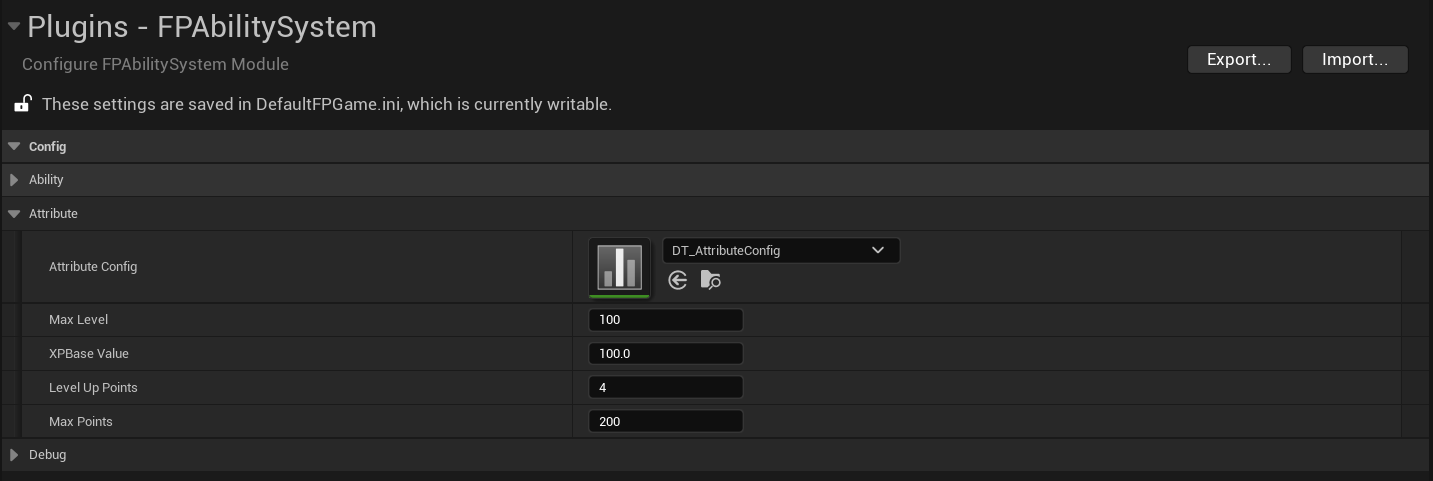 Plugins - FPAbilitySystem
Configure FPAbilitySystem Module
Export...
Import...
These settings are saved in DefaultFPGame.ini, which is currently writable.
Config
Ability
Attribute
Attribute Config
DT_AttributeConfig
Max Level
100
XPBase Value
100.0
Level Up Points
4
Max Points
200
Debug